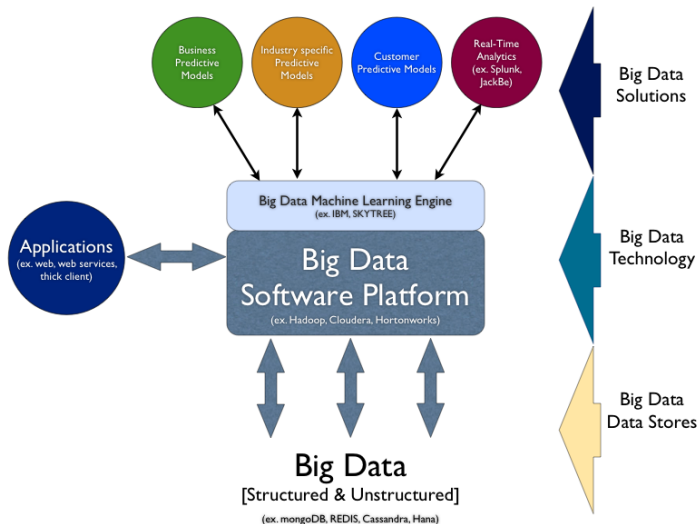 Business
Predictive
Models
Industry specific
Predictive
Models
Customer
Predictive Models
Real-Time
Analytics
(ex. Splunk,
JackBe)
Big Data
Solutions
Big Data Machine Learning Engine
(ex. IBM, SKYTREE)
Applications
(ex. web, web services,
thick client)
Big Data
Software Platform
(ex. Hadoop, Cloudera, Hortonworks)
Big Data
Technology
Big Data
Data Stores
Big Data
[Structured & Unstructured]
(ex. mongoDB, REDIS, Cassandra, Hana)